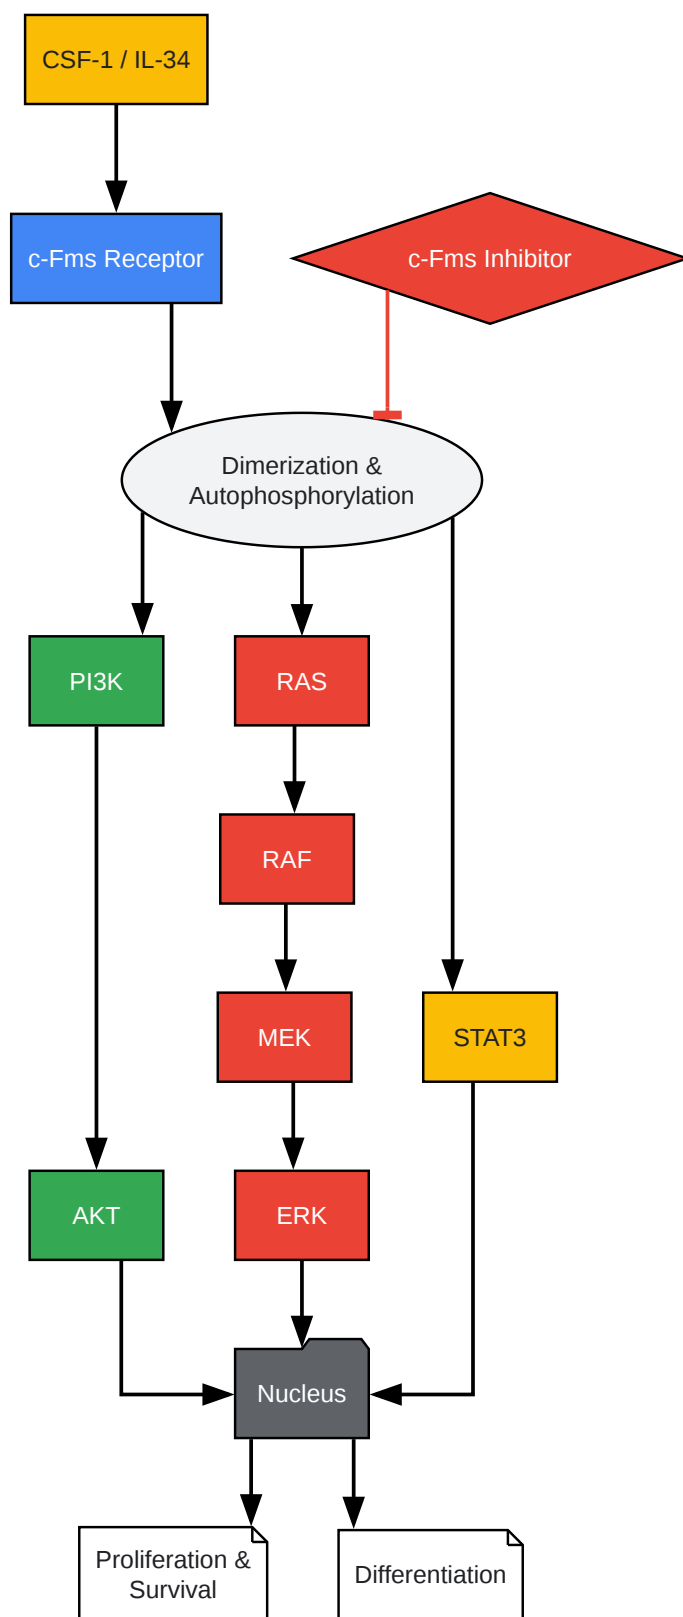 CSF-1 / IL-34
c-Fms Receptor
c-Fms Inhibitor
Dimerization &
Autophosphorylation
PI3K
RAS
RAF
MEK
STAT3
AKT
ERK
Nucleus
Proliferation &
Survival
Differentiation